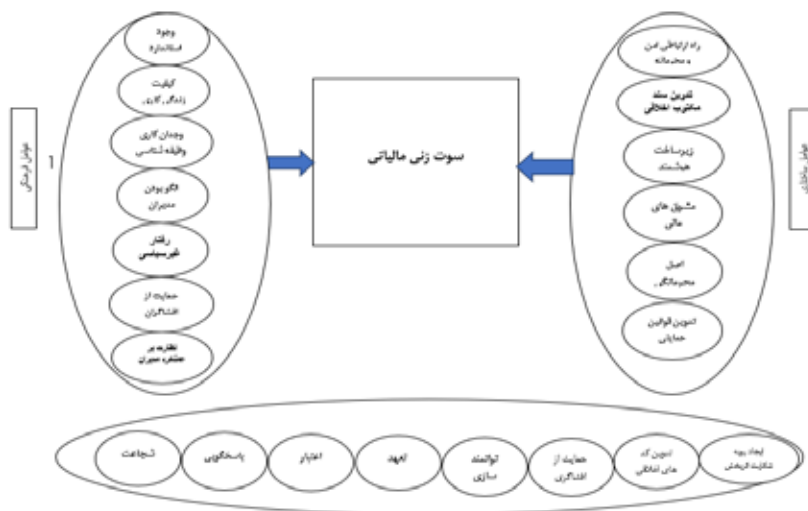 راه ارتباطی امن
و محرمانه
تدوین سند
مکتوب اخلاقی
زیرساخت
هوشمند
مشوق های
مالی
اصل
محرمانگی
تدوین قوانین
حمایتی
عوامل ساختاری
سوت زنی مالیاتی
وجود
استاندارد
کیفیت
زندگی کاری
وجدان کاری
وظیفه شناسی
الگو بودن
مدیران
رفتار
غیرسیاسی
حمایت از
افشاگران
نظارت بر
عملکرد مدیران
عوامل فرهنگی
ایجاد رویه
شکایت اثربخش
تدوین کد
های اخلاقی
حمایت از
افشاگری
توانمند
سازی
تعهد
اعتبار
پاسخگویی
شجاعت